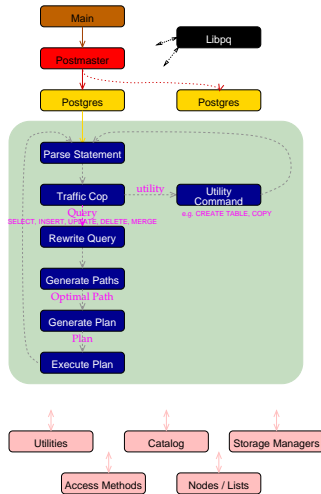 Main
Libpq
Postmaster
Postgres
Postgres
Parse Statement
Traffic Cop
utility
Utility
Command
Query
SELECT, INSERT, UPDATE, DELETE, MERGE
e.g. CREATE TABLE, COPY
Rewrite Query
Generate Paths
Optimal Path
Generate Plan
Plan
Execute Plan
Utilities
Catalog
Storage Managers
Access Methods
Nodes / Lists